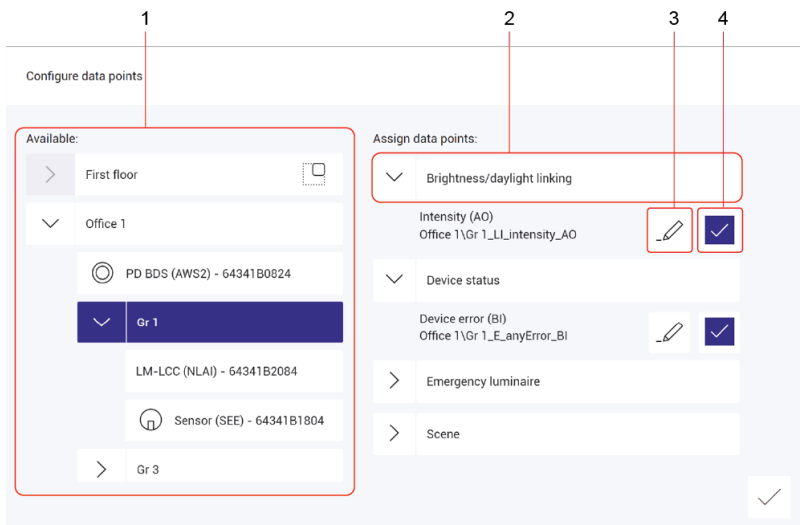 1 2 3 4
Configure data points
Available:
First floor
Office 1
PD BDS (AWS2) - 64341B0824
Gr 1
LM-LCC (NLAI) - 64341B2084
Sensor (SEE) - 64341B1804
Gr 3
Assign data points:
Brightness/daylight linking
Intensity (AO)
Office 1\Gr 1_LI_intensity_AO
Device status
Device error (BI)
Office 1\Gr 1_E_anyError_BI
Emergency luminaire
Scene